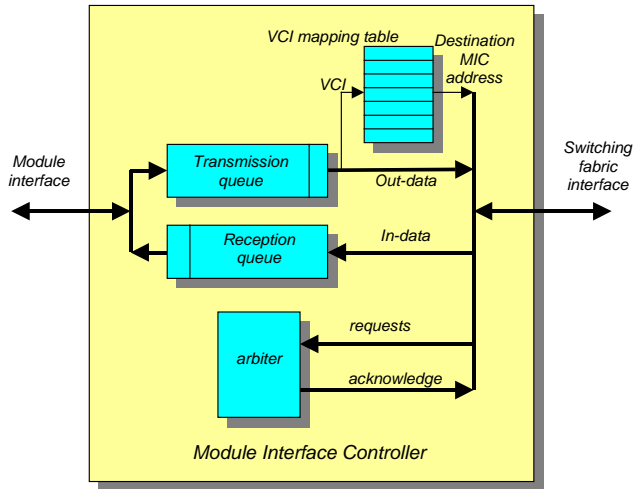 VCI mapping table
Destination
MIC
address
VCI
Module
interface
Transmission
queue
Out-data
Switching
fabric
interface
Reception
queue
In-data
requests
arbiter
acknowledge
Module Interface Controller